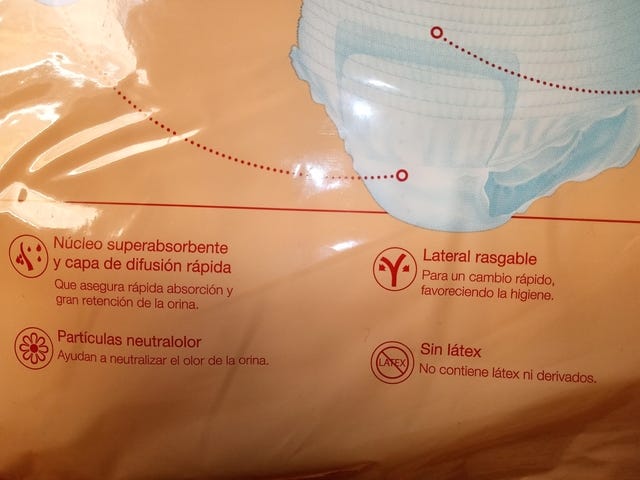 Núcleo superabsorbente
y capa de difusión rápida
Que asegura rápida absorción y
gran retención de la orina.
Partículas neutralolor
Ayudan a neutralizar el olor de la orina.
Lateral rasgable
Para un cambio rápido,
favoreciendo la higiene.
LATEX
Sin látex
No contiene látex ni derivados.